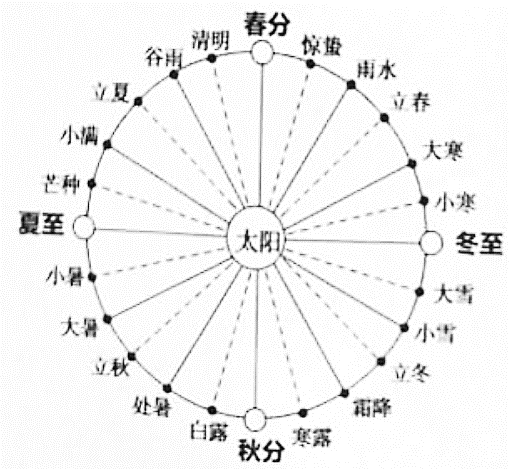 春分
清明
惊蛰
谷雨
雨水
立夏
立春
小满
大寒
芒种
小寒
夏至
太阳
冬至
小暑
大雪
大暑
小雪
立秋
立冬
处暑
霜降
白露
寒露
秋分